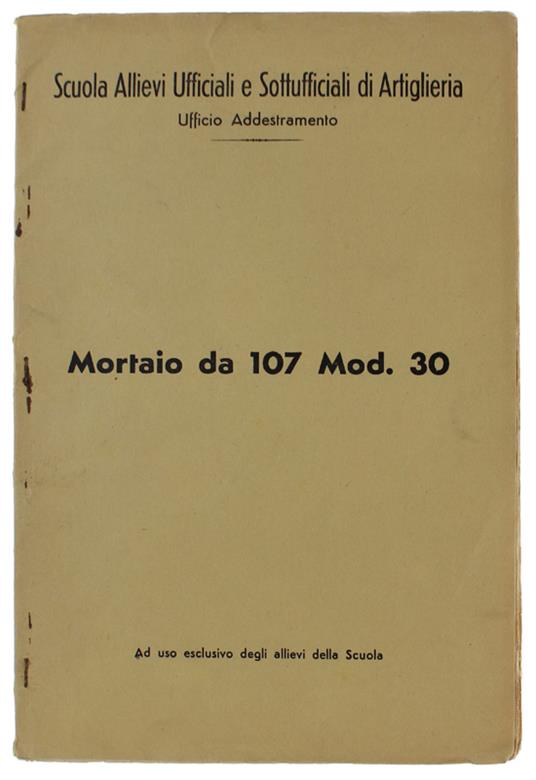 Scuola Allievi Ufficiali e Sottufficiali di Artiglieria
Ufficio Addestramento
Mortaio da 107 Mod. 30
Ad uso esclusivo degli allievi della Scuola